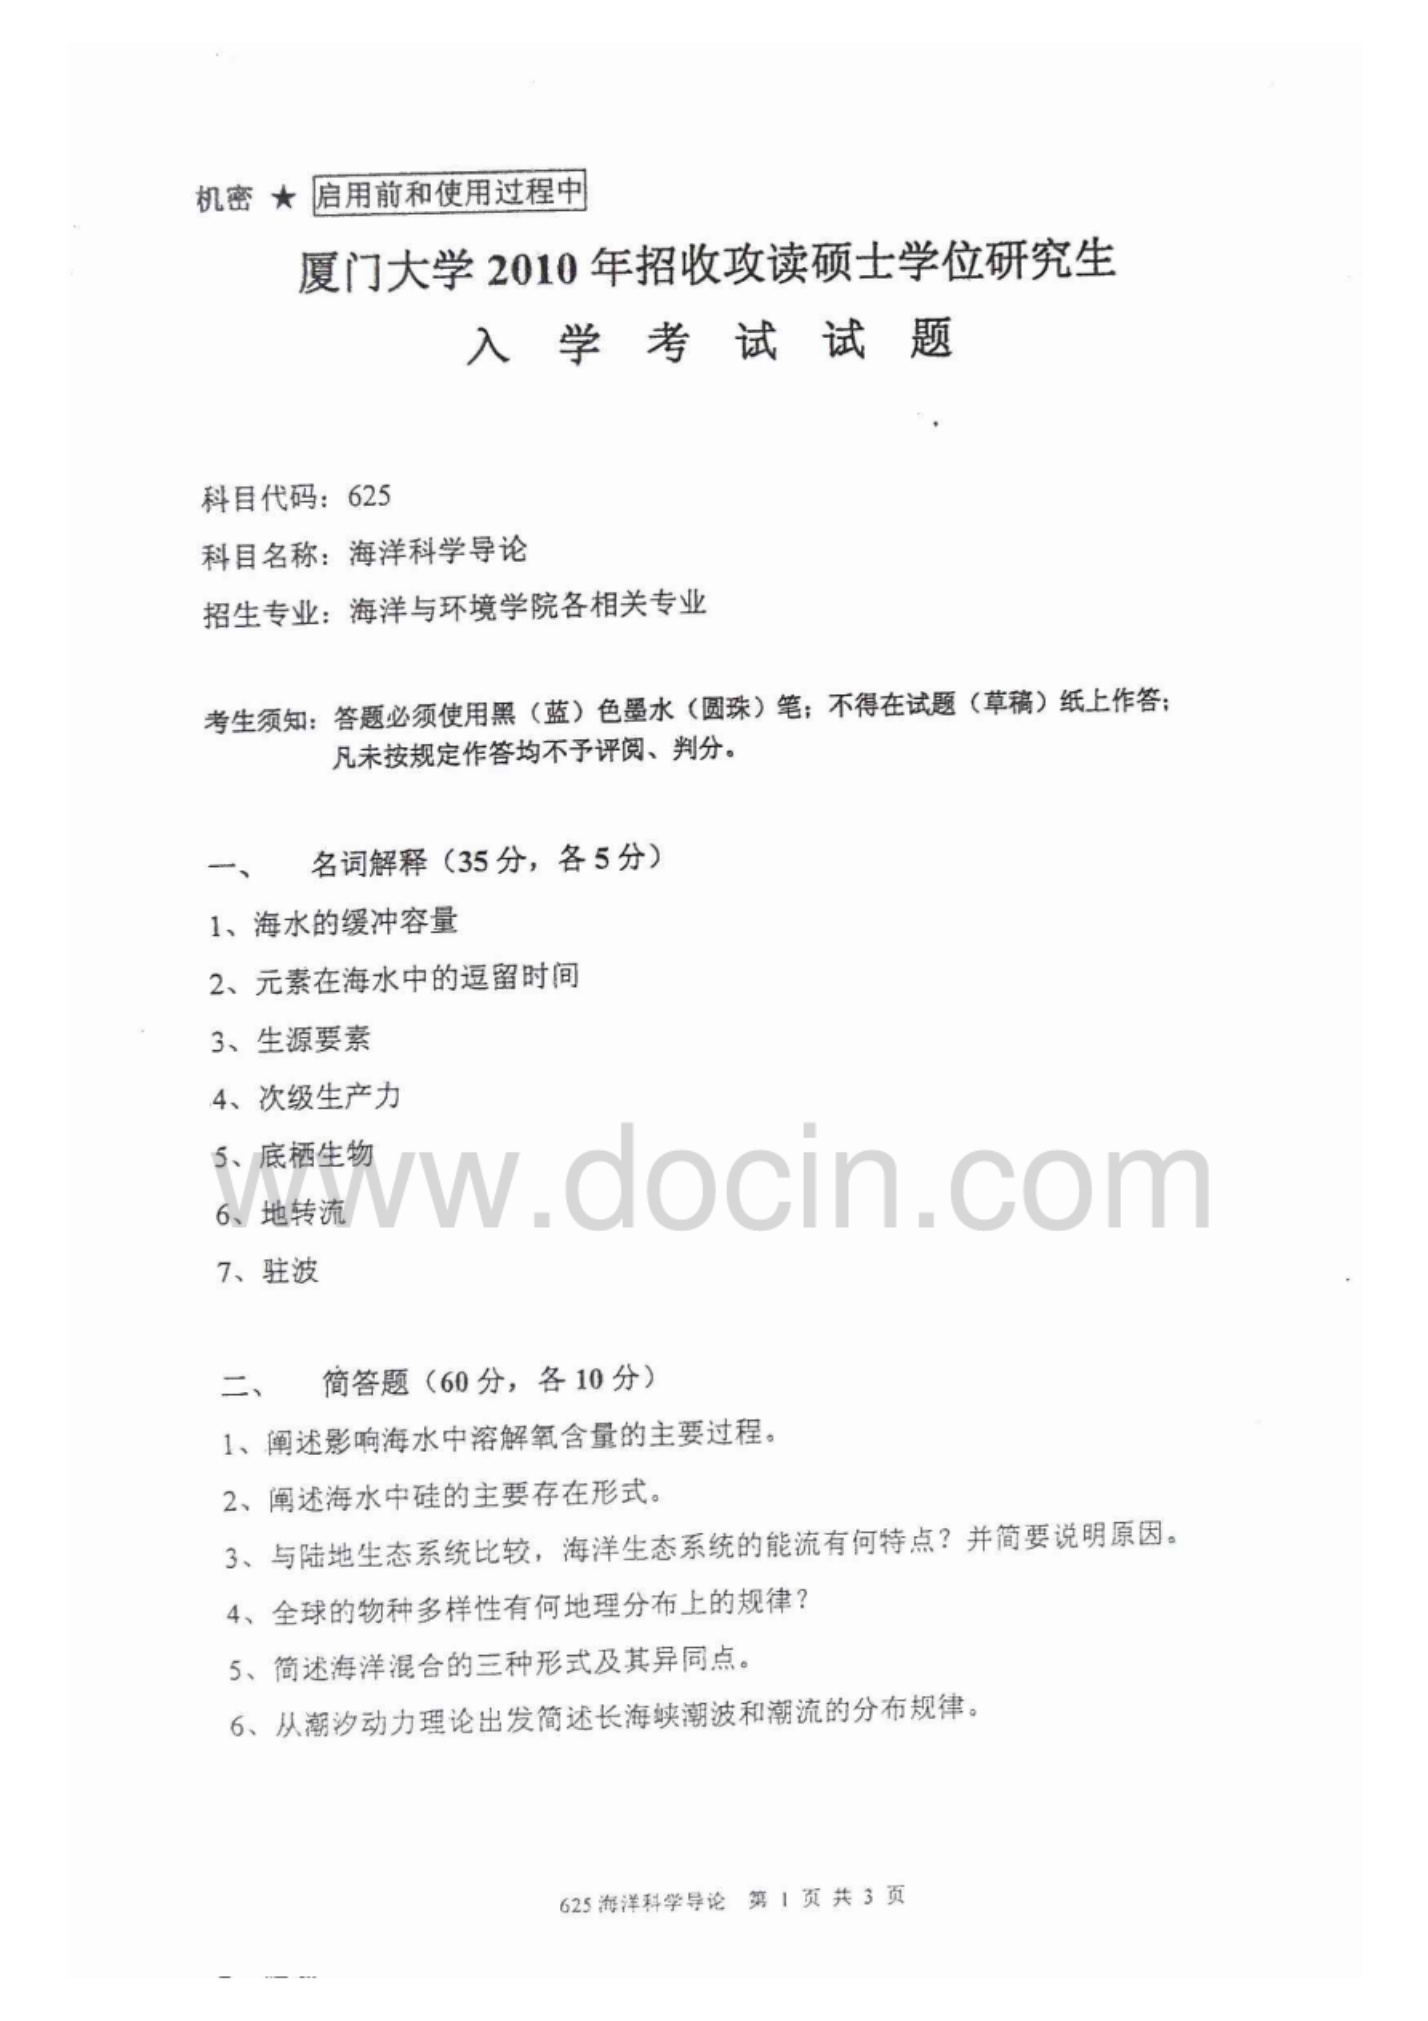 机密 ★ 启用前和使用过程中
厦门大学 2010 年招收攻读硕士学位研究生
入 学 考 试 试 题
科目代码：625
科目名称：海洋科学导论
招生专业：海洋与环境学院各相关专业
考生须知：答题必须使用黑（蓝）色墨水（圆珠）笔；不得在试题（草稿）纸上作答；
凡未按规定作答均不予评阅、判分。
一、 名词解释（35 分，各 5 分）
1、海水的缓冲容量
2、元素在海水中的逗留时间
3、生源要素
4、次级生产力
5、底栖生物
www.docin.com
6、地转流
7、驻波
二、 简答题（60 分，各 10 分）
1、阐述影响海水中溶解氧含量的主要过程。
2、阐述海水中硅的主要存在形式。
3、与陆地生态系统比较，海洋生态系统的能流有何特点？并简要说明原因。
4、全球的物种多样性有何地理分布上的规律？
5、简述海洋混合的三种形式及其异同点。
6、从潮汐动力理论出发简述长海峡潮波和潮流的分布规律。
625 海洋科学导论 第 1 页 共 3 页